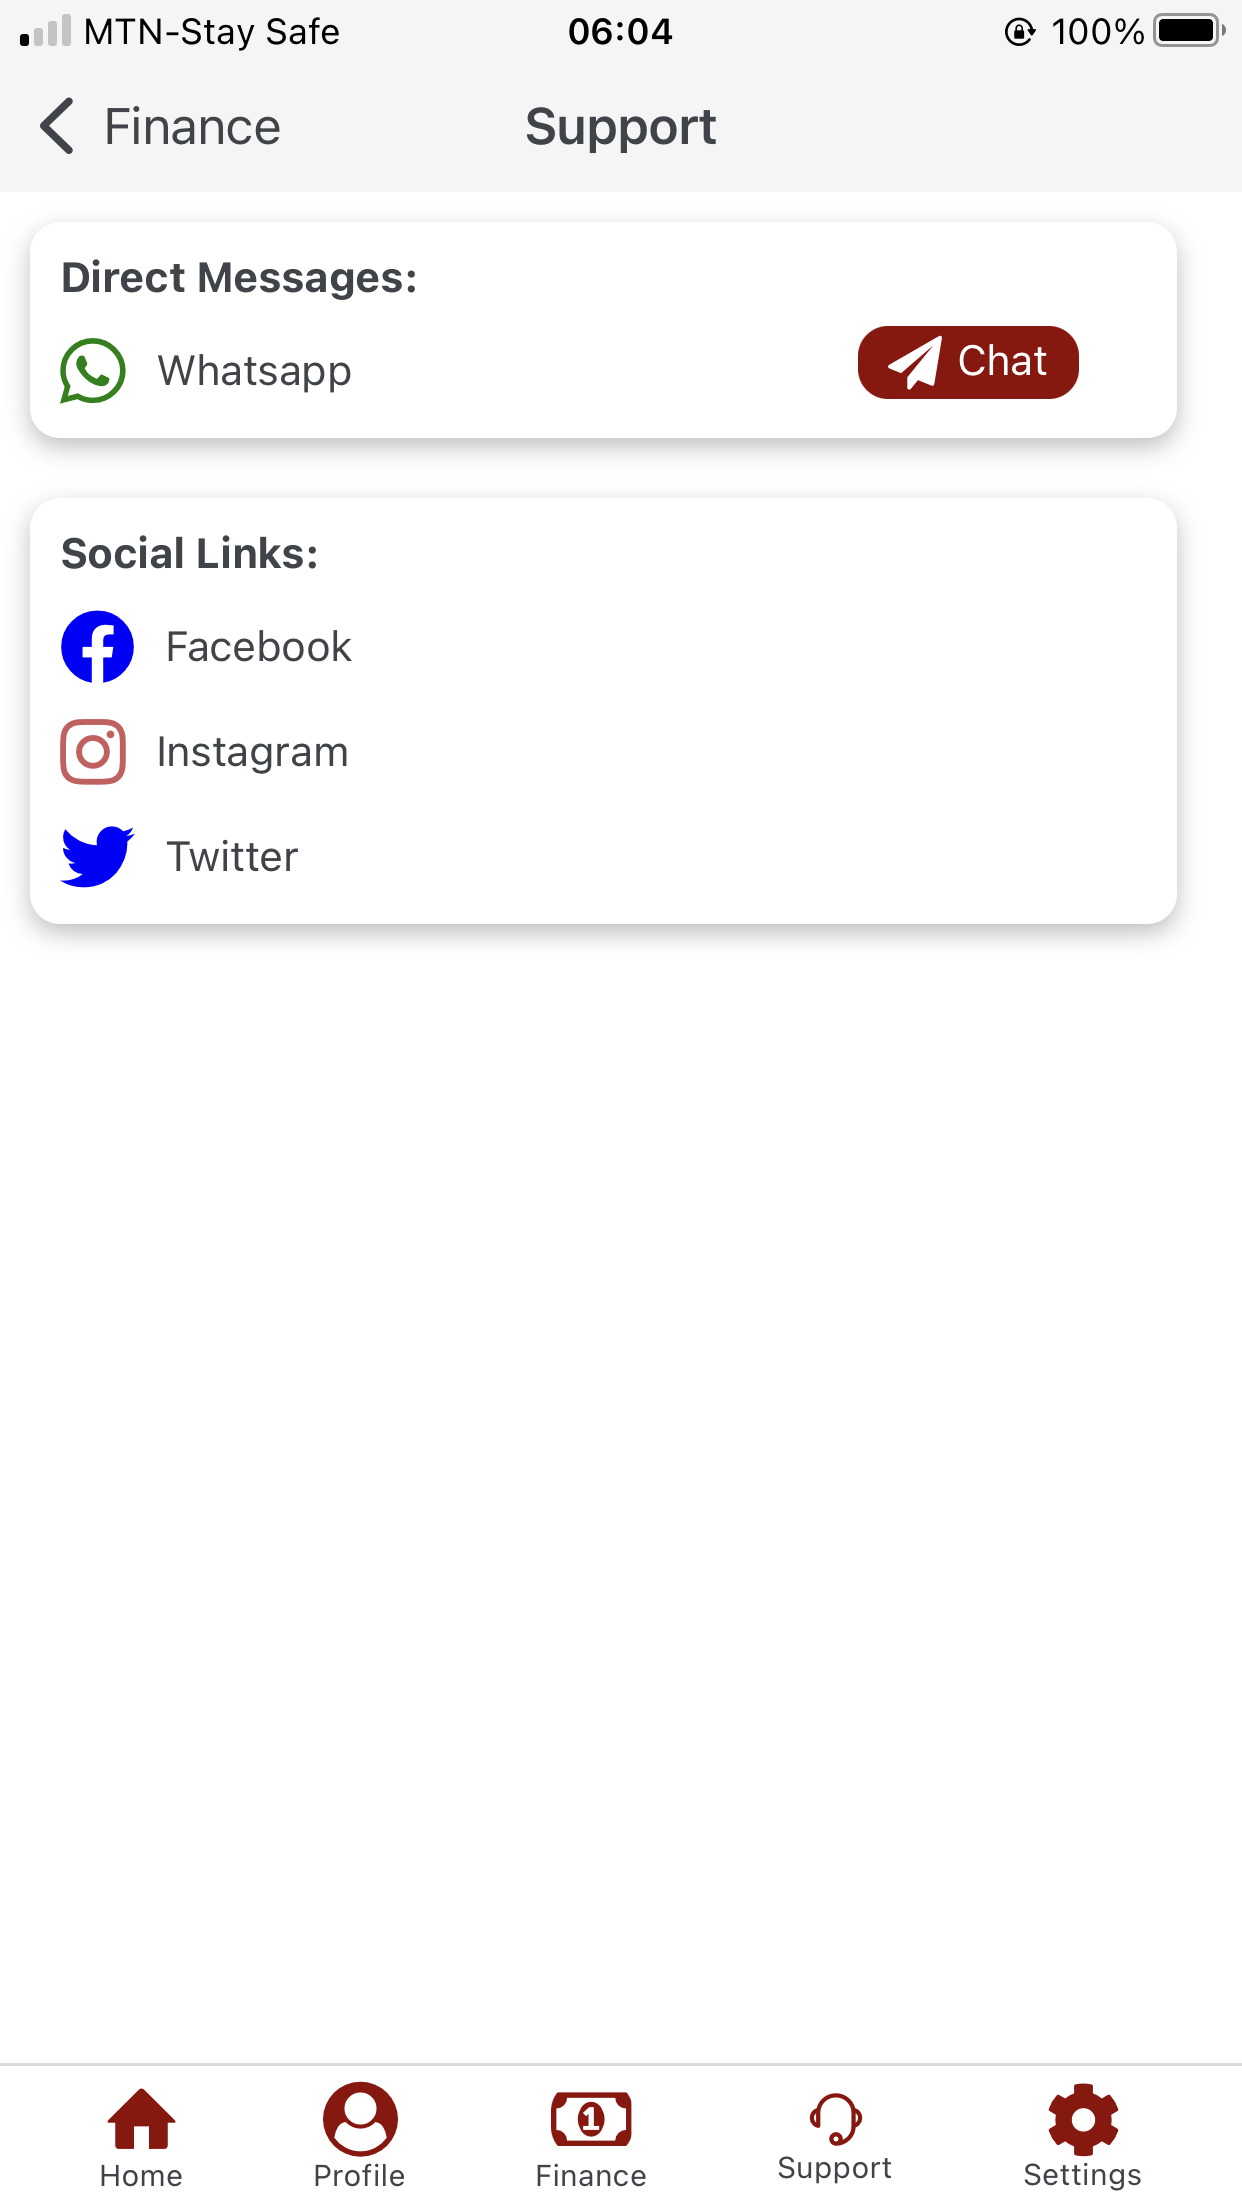 MTN-Stay Safe 06:04 100%
Finance Support
Direct Messages:
Whatsapp Chat
Social Links:
Facebook
Instagram
Twitter
1
Home Profile Finance Support Settings